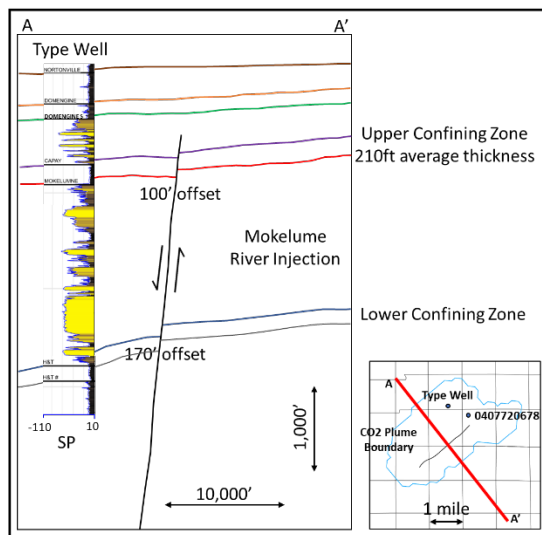 A
A'
Type Well
NORTONVILLE
DOMENGINE
DOMENGINES
CAPAY
MOKELUMNE
Upper Confining Zone
210ft average thickness
100' offset
Mokelume
River Injection
Lower Confining Zone
170' offset
H&T
H&T #
-110
10
SP
1,000'
10,000'
A
Type Well
0407720678
CO2 Plume
Boundary
1 mile
A'